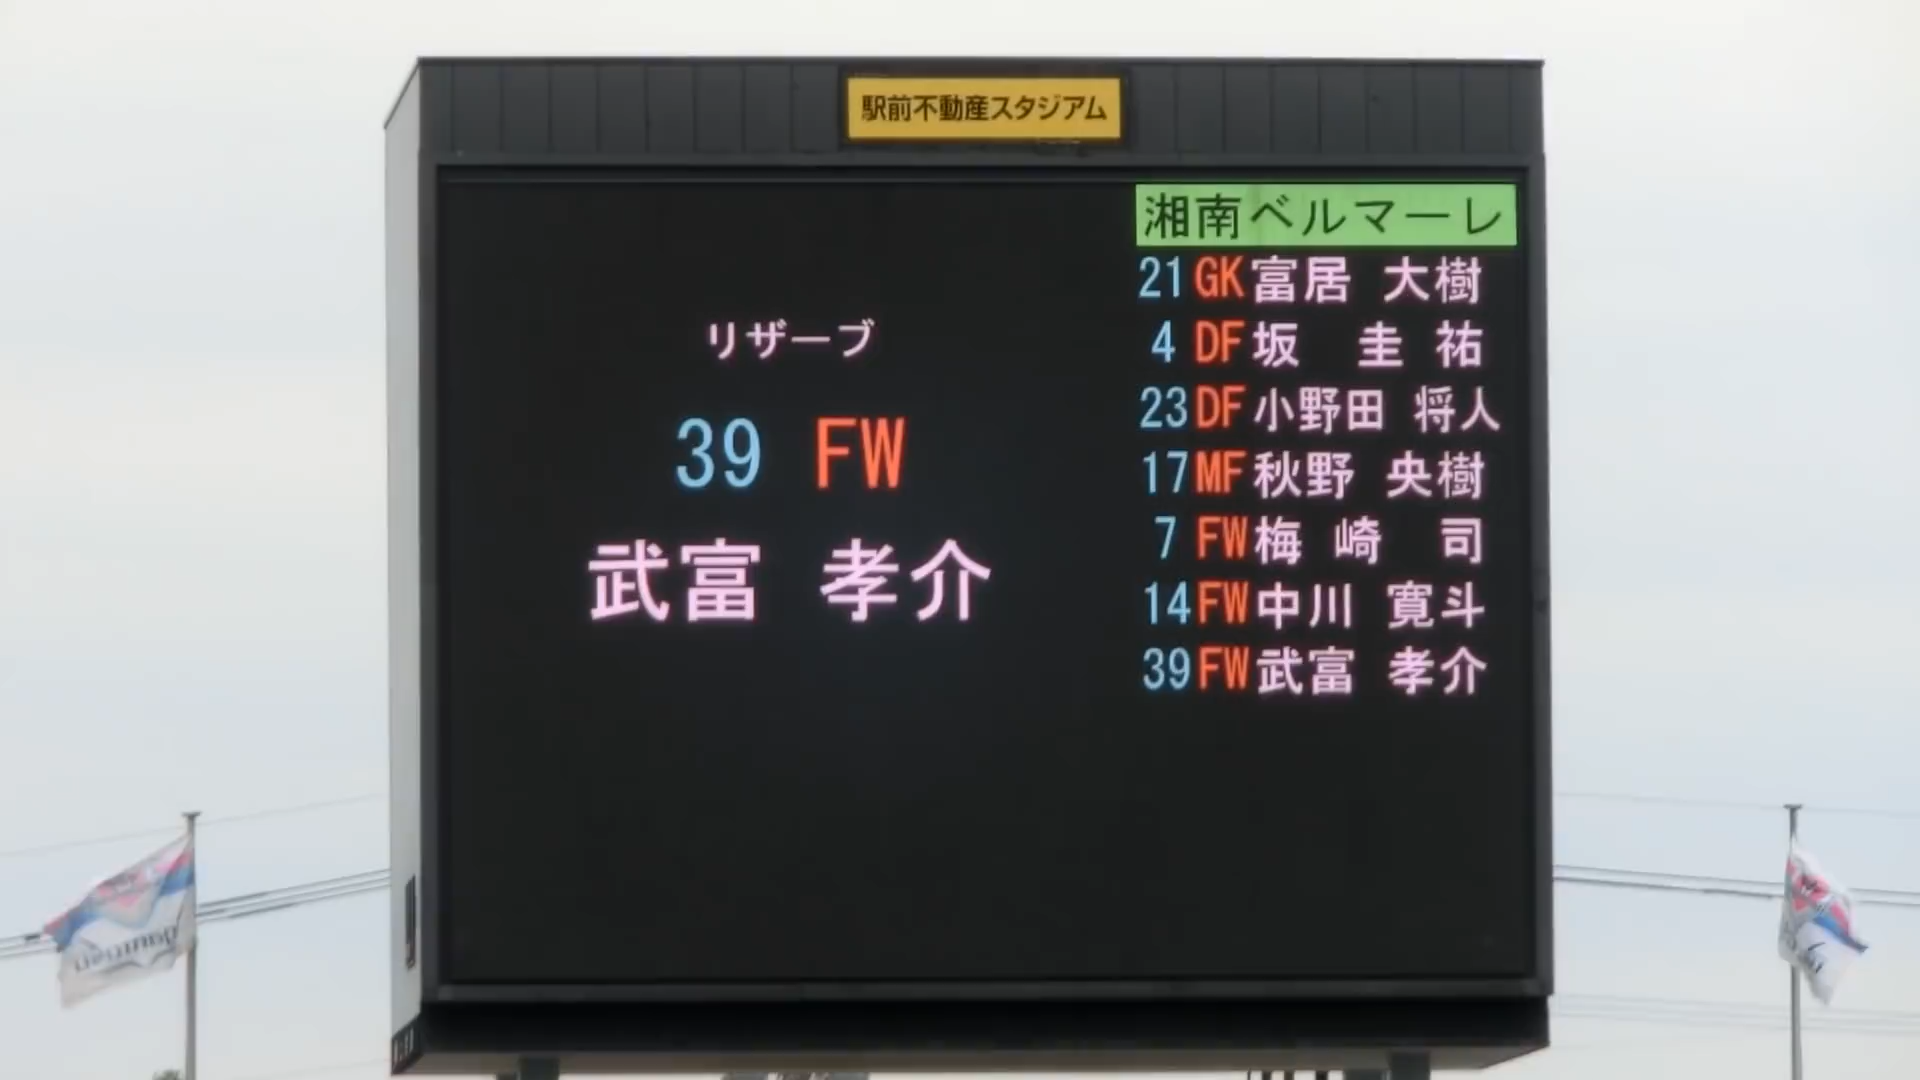 駅前不動産スタジアム
リザーブ
39 FW
武富 孝介
湘南ベルマーレ
21 GK 富居 大樹
4 DF 坂 圭祐
23 DF 小野田 将人
17 MF 秋野 央樹
7 FW 梅崎 司
14 FW 中川 寛斗
39 FW 武富 孝介